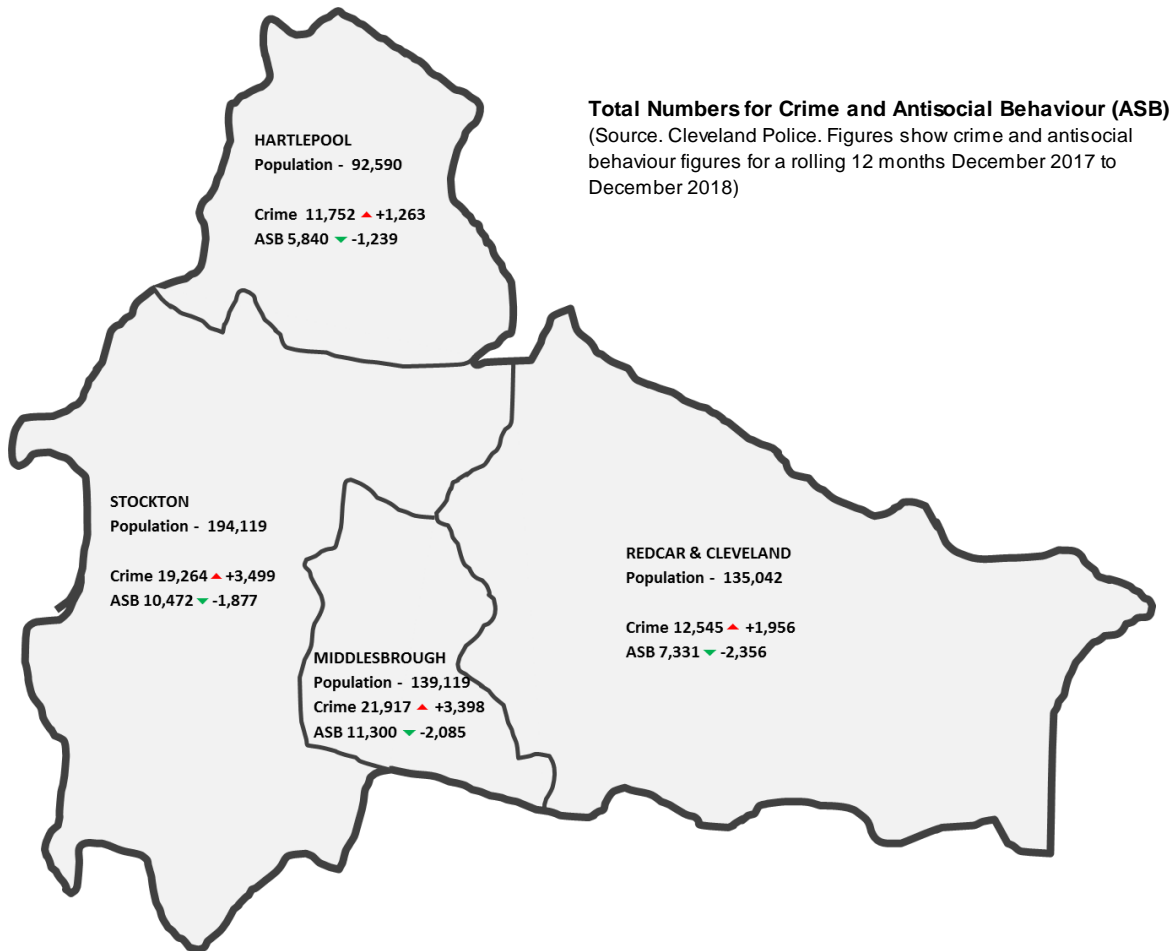 Total Numbers for Crime and Antisocial Behaviour (ASB)
(Source. Cleveland Police. Figures show crime and antisocial
behaviour figures for a rolling 12 months December 2017 to
December 2018)
HARTLEPOOL
Population - 92,590
Crime 11,752 ▲ +1,263
ASB 5,840 ▼ -1,239
STOCKTON
Population - 194,119
Crime 19,264 ▲ +3,499
ASB 10,472 ▼ -1,877
MIDDLESBROUGH
Population - 139,119
Crime 21,917 ▲ +3,398
ASB 11,300 ▼ -2,085
REDCAR & CLEVELAND
Population - 135,042
Crime 12,545 ▲ +1,956
ASB 7,331 ▼ -2,356